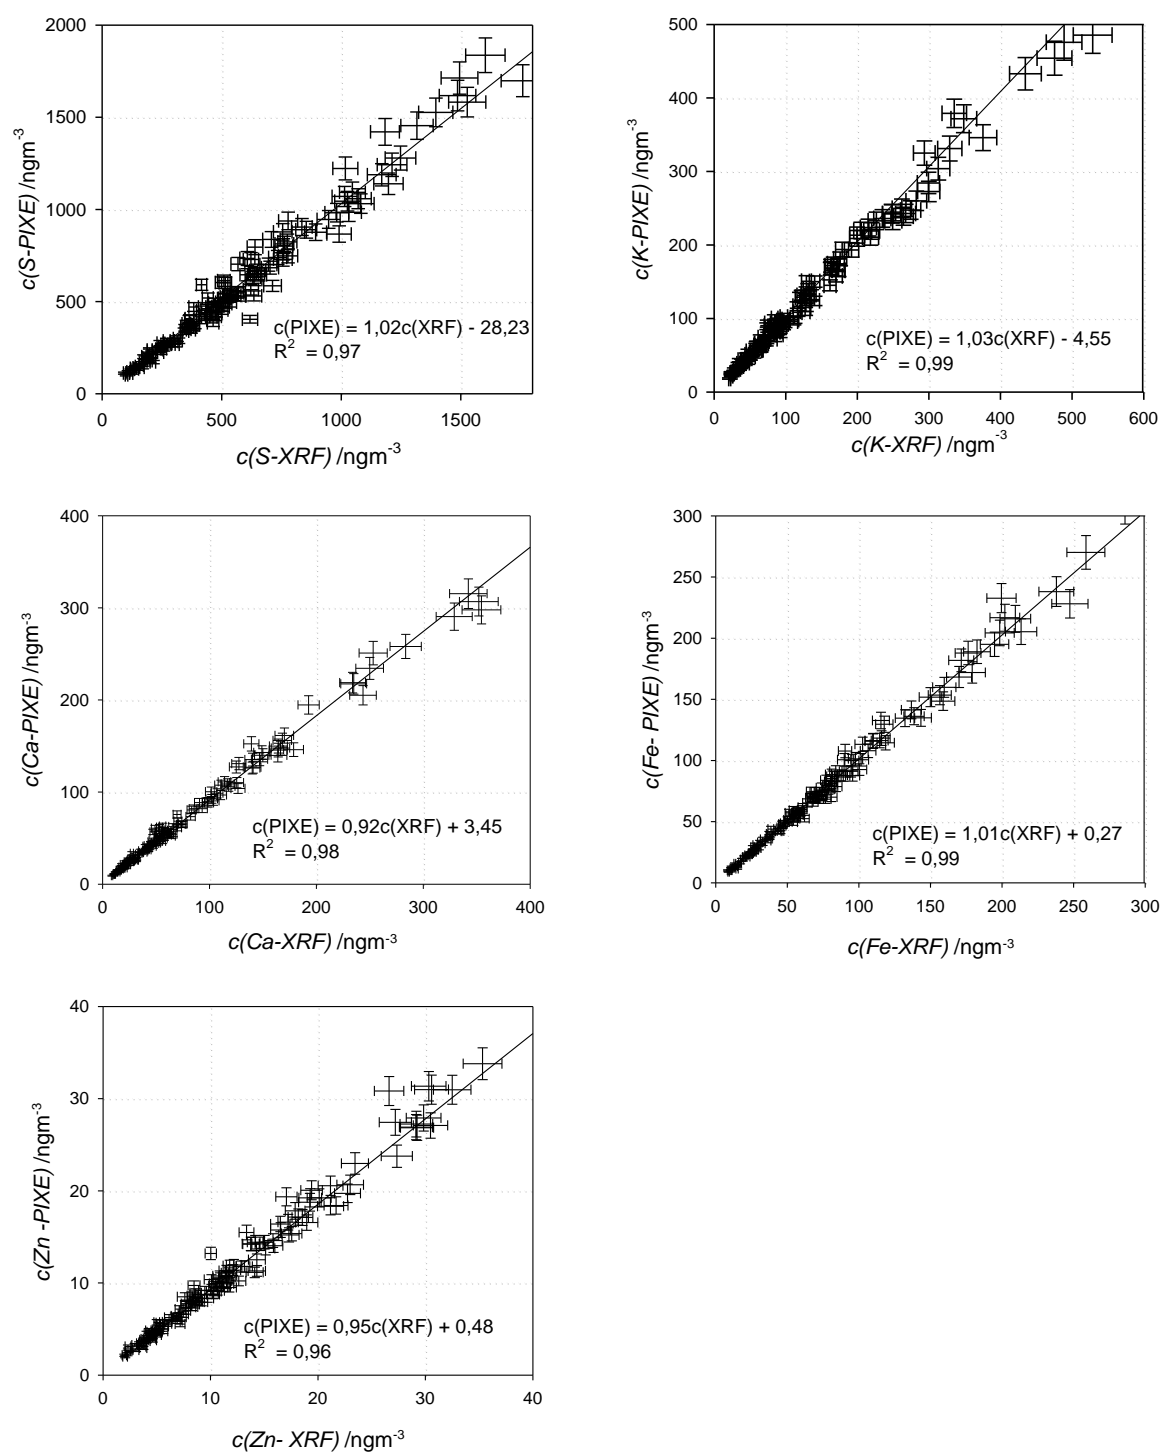 2000
1500
1000
500
0
c(S-PIXE) /ngm-3
c(PIXE) = 1,02c(XRF) - 28,23
R2 = 0,97
0 500 1000 1500
c(S-XRF) /ngm-3
500
400
300
200
100
0
c(K-PIXE) /ngm-3
c(PIXE) = 1,03c(XRF) - 4,55
R2 = 0,99
0 100 200 300 400 500 600
c(K-XRF) /ngm-3
400
300
200
100
0
c(Ca-PIXE) /ngm-3
c(PIXE) = 0,92c(XRF) + 3,45
R2 = 0,98
0 100 200 300 400
c(Ca-XRF) /ngm-3
300
250
200
150
100
50
0
c(Fe- PIXE) /ngm-3
c(PIXE) = 1,01c(XRF) + 0,27
R2 = 0,99
0 50 100 150 200 250 300
c(Fe-XRF) /ngm-3
40
30
20
10
0
c(Zn -PIXE) /ngm-3
c(PIXE) = 0,95c(XRF) + 0,48
R2 = 0,96
0 10 20 30 40
c(Zn- XRF) /ngm-3